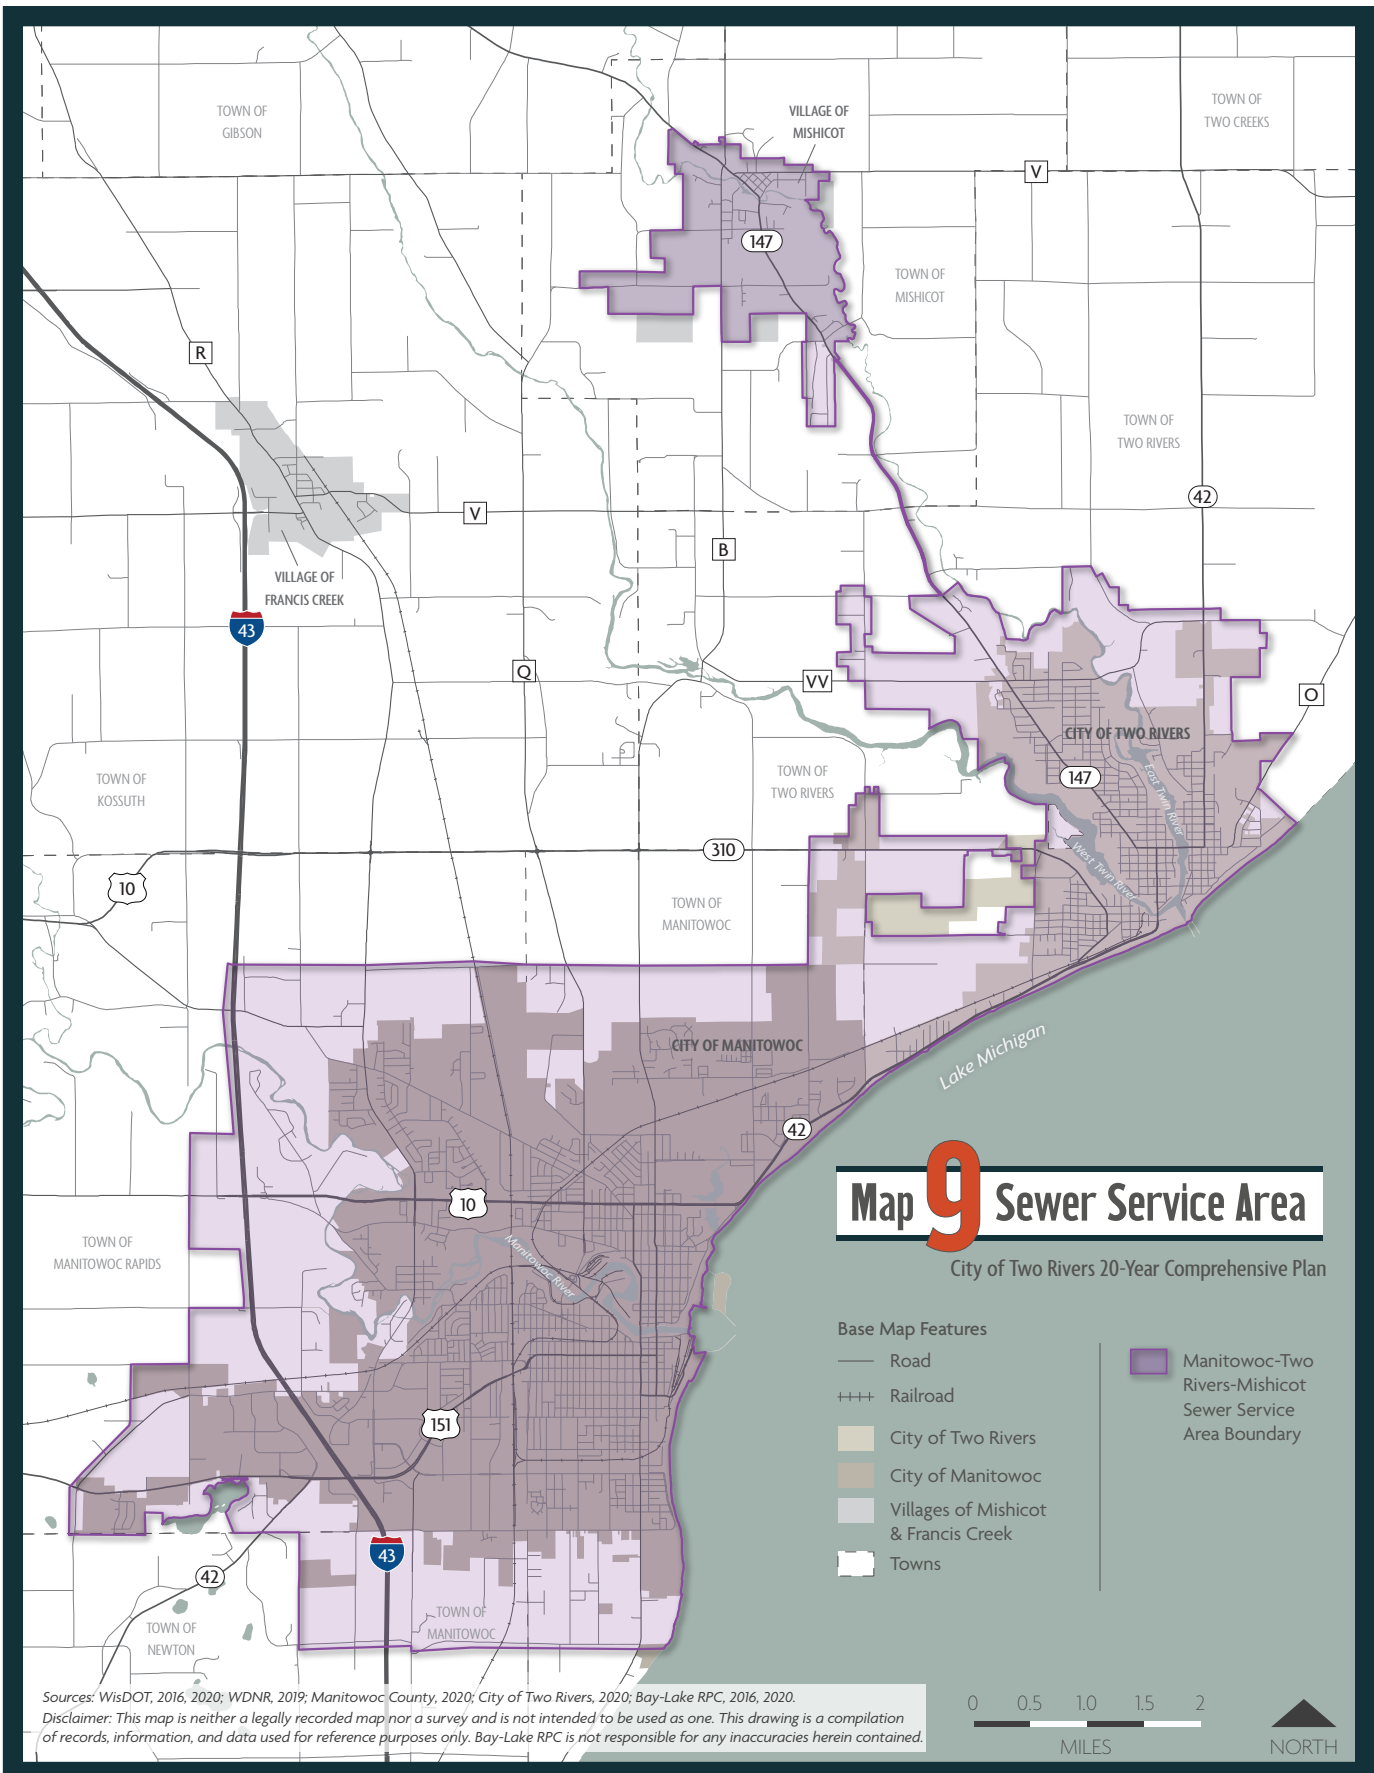 TOWN OF
GIBSON
VILLAGE OF
MISHICOT
TOWN OF
TWO CREEKS
V
147
TOWN OF
MISHICOT
R
TOWN OF
TWO RIVERS
42
V
B
VILLAGE OF
FRANCIS CREEK
43
Q
VV
O
CITY OF TWO RIVERS
147
East Twin River
TOWN OF
KOSSUTH
TOWN OF
TWO RIVERS
310
West Twin River
10
TOWN OF
MANITOWOC
CITY OF MANITOWOC
Lake Michigan
42
10
TOWN OF
MANITOWOC RAPIDS
Manitowoc River
151
43
42
TOWN OF
MANITOWOC
TOWN OF
NEWTON
Map 9 Sewer Service Area
City of Two Rivers 20-Year Comprehensive Plan
Base Map Features
Road
Railroad
City of Two Rivers
City of Manitowoc
Villages of Mishicot
& Francis Creek
Towns
Manitowoc-Two
Rivers-Mishicot
Sewer Service
Area Boundary
Sources: WisDOT, 2016, 2020; WDNR, 2019; Manitowoc County, 2020; City of Two Rivers, 2020; Bay-Lake RPC, 2016, 2020.
Disclaimer: This map is neither a legally recorded map nor a survey and is not intended to be used as one. This drawing is a compilation
of records, information, and data used for reference purposes only. Bay-Lake RPC is not responsible for any inaccuracies herein contained.
0 0.5 1.0 1.5 2
MILES
NORTH